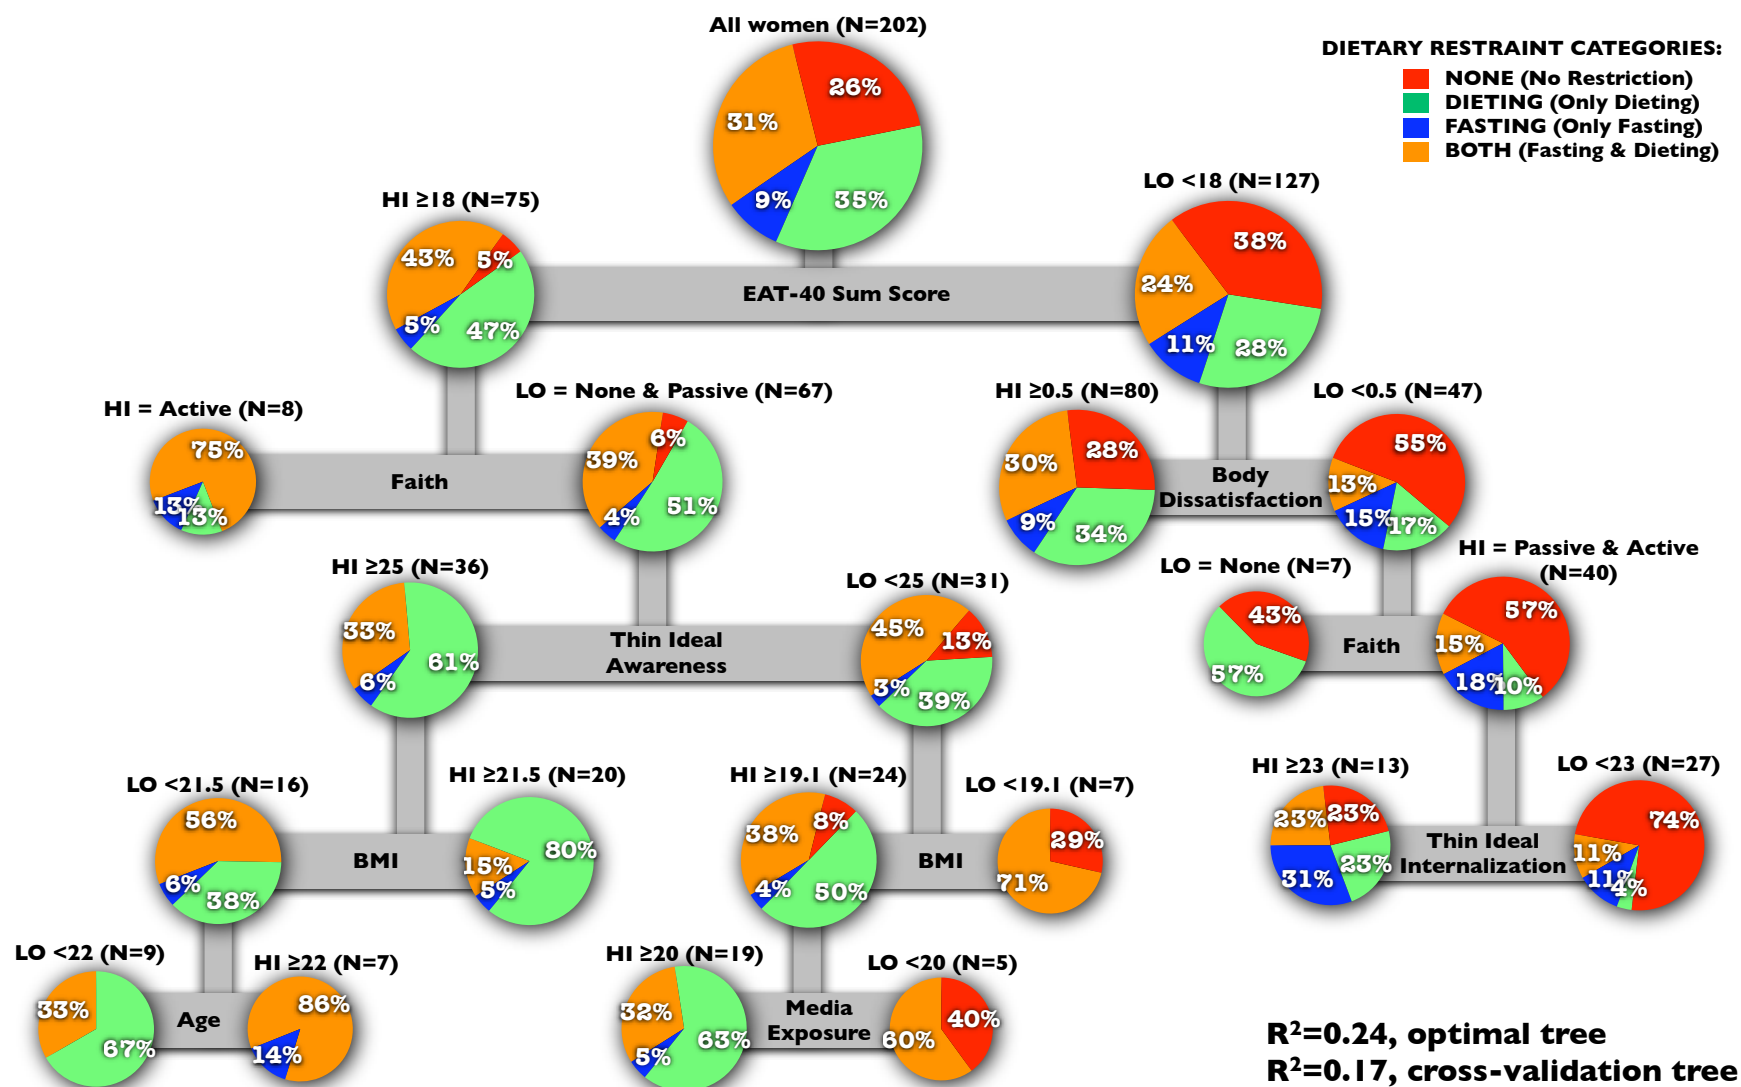 All women (N=202)
26%
31%
9%
35%
DIETARY RESTRAINT CATEGORIES:
NONE (No Restriction)
DIETING (Only Dieting)
FASTING (Only Fasting)
BOTH (Fasting & Dieting)
HI ≥18 (N=75)
43%
5%
5%
47%
EAT-40 Sum Score
LO <18 (N=127)
38%
24%
11%
28%
HI = Active (N=8)
75%
13%
13%
Faith
LO = None & Passive (N=67)
6%
39%
4%
51%
HI ≥0.5 (N=80)
28%
30%
9%
34%
Body
Dissatisfaction
LO <0.5 (N=47)
55%
13%
15%
17%
HI ≥25 (N=36)
33%
6%
61%
Thin Ideal
Awareness
LO <25 (N=31)
45%
13%
3%
39%
LO = None (N=7)
43%
57%
Faith
HI = Passive & Active
(N=40)
57%
15%
18%
10%
LO <21.5 (N=16)
56%
6%
38%
BMI
HI ≥21.5 (N=20)
80%
15%
5%
HI ≥19.1 (N=24)
8%
38%
4%
50%
BMI
LO <19.1 (N=7)
29%
71%
HI ≥23 (N=13)
23%
23%
31%
23%
Thin Ideal
Internalization
LO <23 (N=27)
74%
11%
11%
4%
LO <22 (N=9)
33%
67%
Age
HI ≥22 (N=7)
86%
14%
HI ≥20 (N=19)
32%
5%
63%
Media
Exposure
LO <20 (N=5)
40%
60%
R²=0.24, optimal tree
R²=0.17, cross-validation tree